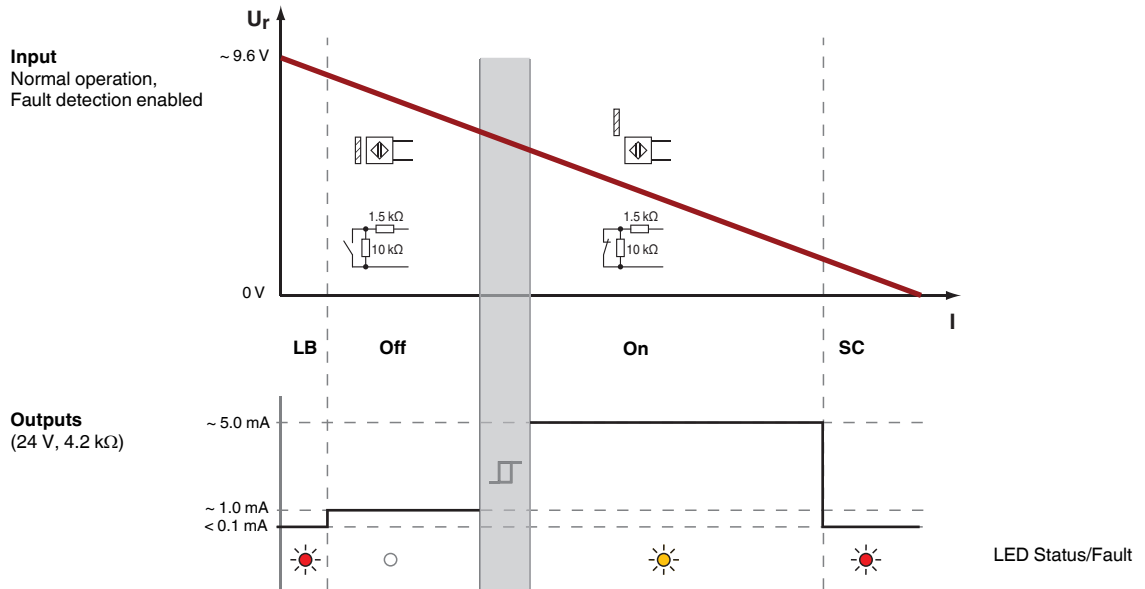 Ur
Input
Normal operation,
Fault detection enabled
~ 9.6 V
1.5 kΩ
10 kΩ
1.5 kΩ
10 kΩ
0 V
I
LB
Off
On
SC
Outputs
(24 V, 4.2 kΩ)
~ 5.0 mA
~ 1.0 mA
< 0.1 mA
LED Status/Fault